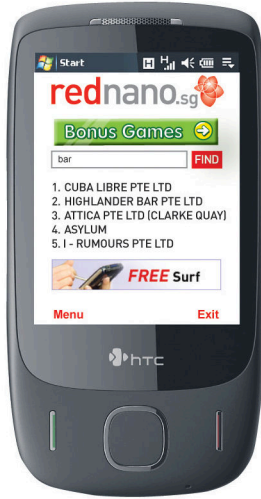 Start
H
rednano.sg
Bonus Games
bar FIND
1. CUBA LIBRE PTE LTD
2. HIGHLANDER BAR PTE LTD
3. ATTICA PTE LTD (CLARKE QUAY)
4. ASYLUM
5. I - RUMOURS PTE LTD
FREE Surf
Menu Exit
hTC